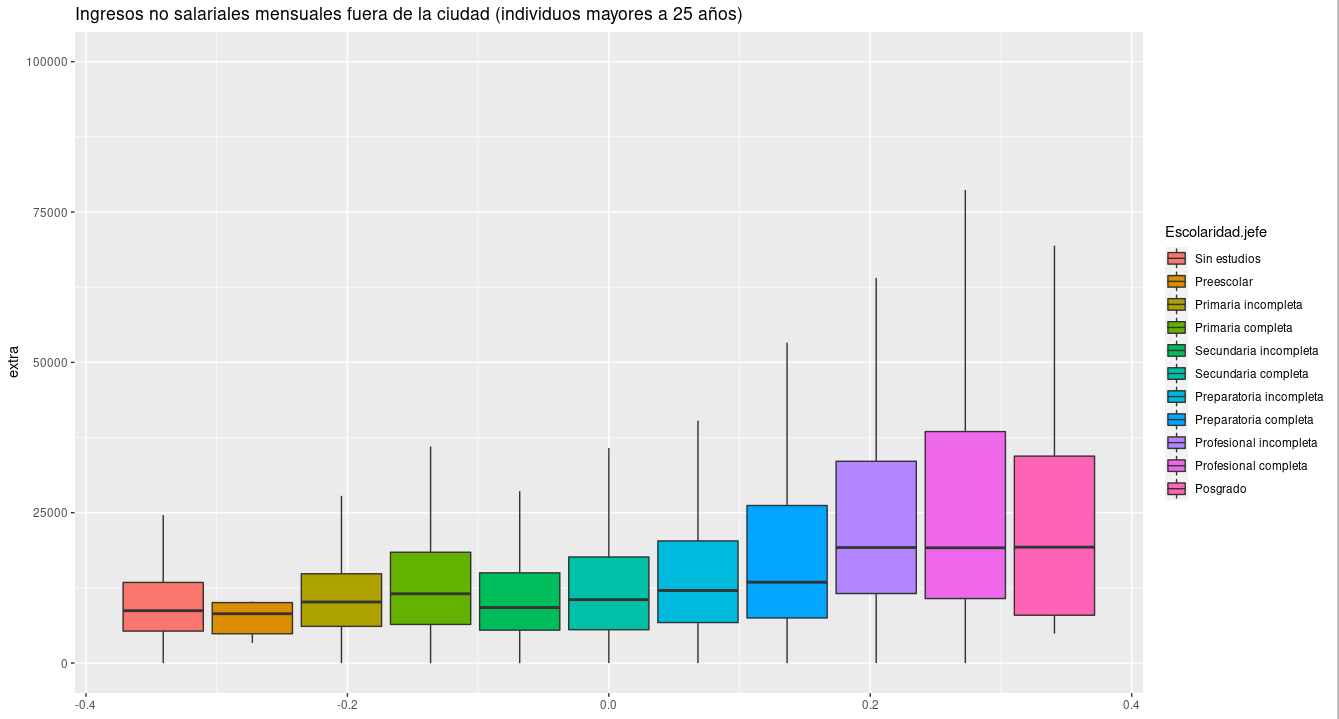 Ingresos no salariales mensuales fuera de la ciudad (individuos mayores a 25 años)
100000
75000
50000
25000
0
extra
-0.4
-0.2
0.0
0.2
0.4
Escolaridad.jefe
Sin estudios
Preescolar
Primaria incompleta
Primaria completa
Secundaria incompleta
Secundaria completa
Preparatoria incompleta
Preparatoria completa
Profesional incompleta
Profesional completa
Posgrado